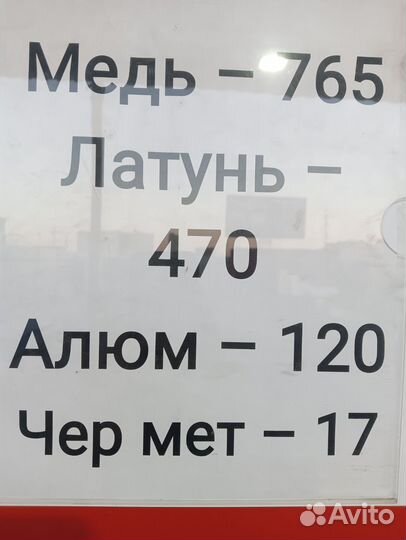 Медь – 765
Латунь –
470
Алюм – 120
Чер мет – 17
Avito